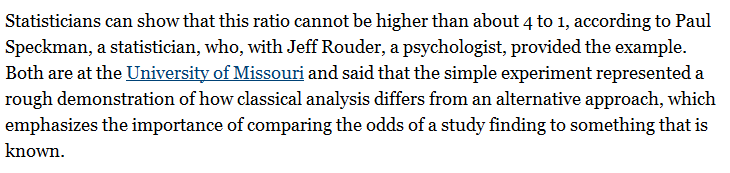 Statisticians can show that this ratio cannot be higher than about 4 to 1, according to Paul
Speckman, a statistician, who, with Jeff Rouder, a psychologist, provided the example.
Both are at the University of Missouri and said that the simple experiment represented a
rough demonstration of how classical analysis differs from an alternative approach, which
emphasizes the importance of comparing the odds of a study finding to something that is
known.